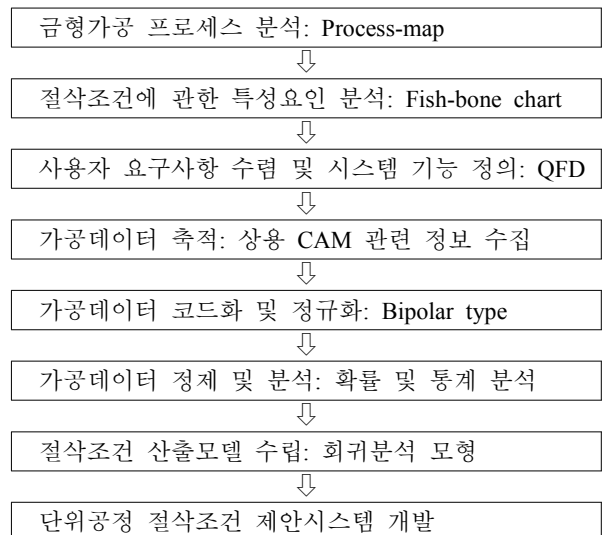 금형가공 프로세스 분석: Process-map
절삭조건에 관한 특성요인 분석: Fish-bone chart
사용자 요구사항 수렴 및 시스템 기능 정의: QFD
가공데이터 축적: 상용 CAM 관련 정보 수집
가공데이터 코드화 및 정규화: Bipolar type
가공데이터 정제 및 분석: 확률 및 통계 분석
절삭조건 산출모델 수립: 회귀분석 모형
단위공정 절삭조건 제안시스템 개발